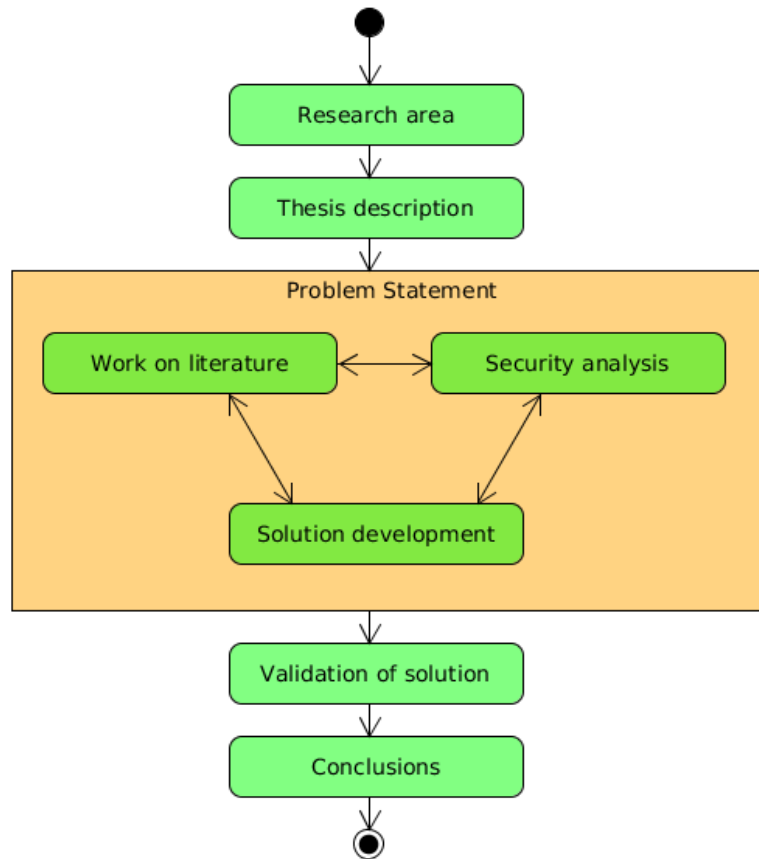 Research area
Thesis description
Problem Statement
Work on literature
Security analysis
Solution development
Validation of solution
Conclusions